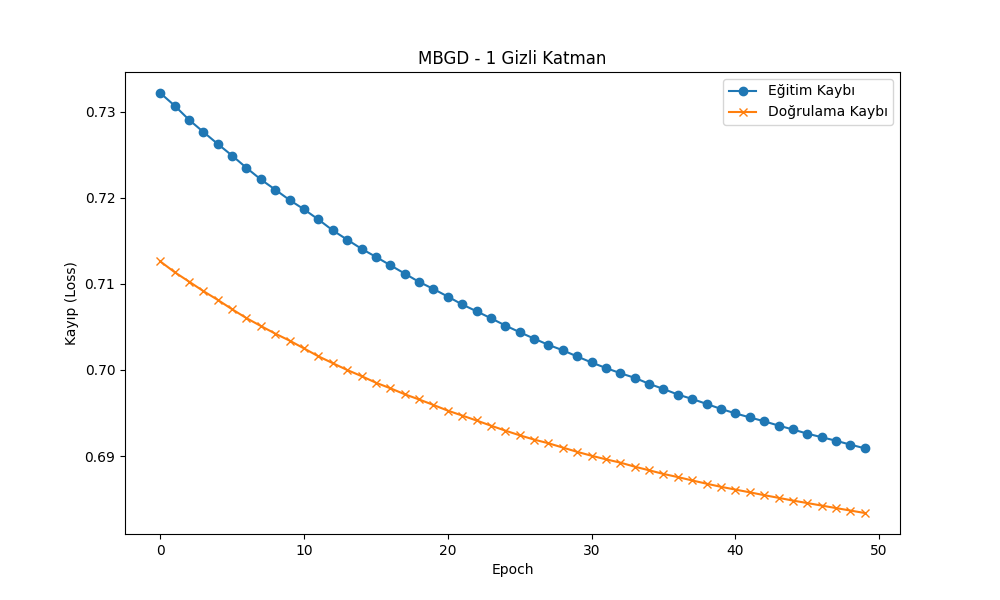 MBGD - 1 Gizli Katman
Eğitim Kaybı
Doğrulama Kaybı
Kayıp (Loss)
0.73
0.72
0.71
0.70
0.69
0 10 20 30 40 50
Epoch